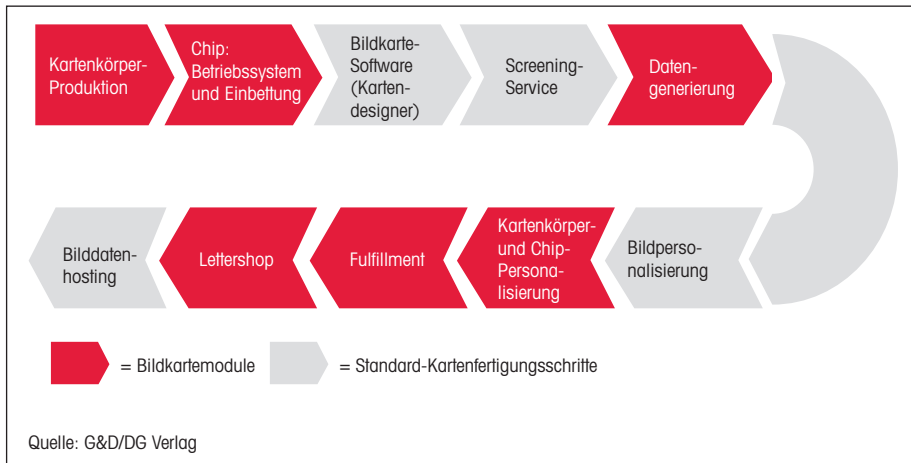 Kartenkörper-
Produktion
Chip:
Betriebssystem
und Einbettung
Bildkarte-
Software
(Karten-
designer)
Screening-
Service
Daten-
generierung
Bildperso-
nalisierung
Kartenkörper-
und Chip-
Persona-
lisierung
Fulfillment
Lettershop
Bilddaten-
hosting
= Bildkartemodule
= Standard-Kartenfertigungsschritte
Quelle: G&D/DG Verlag